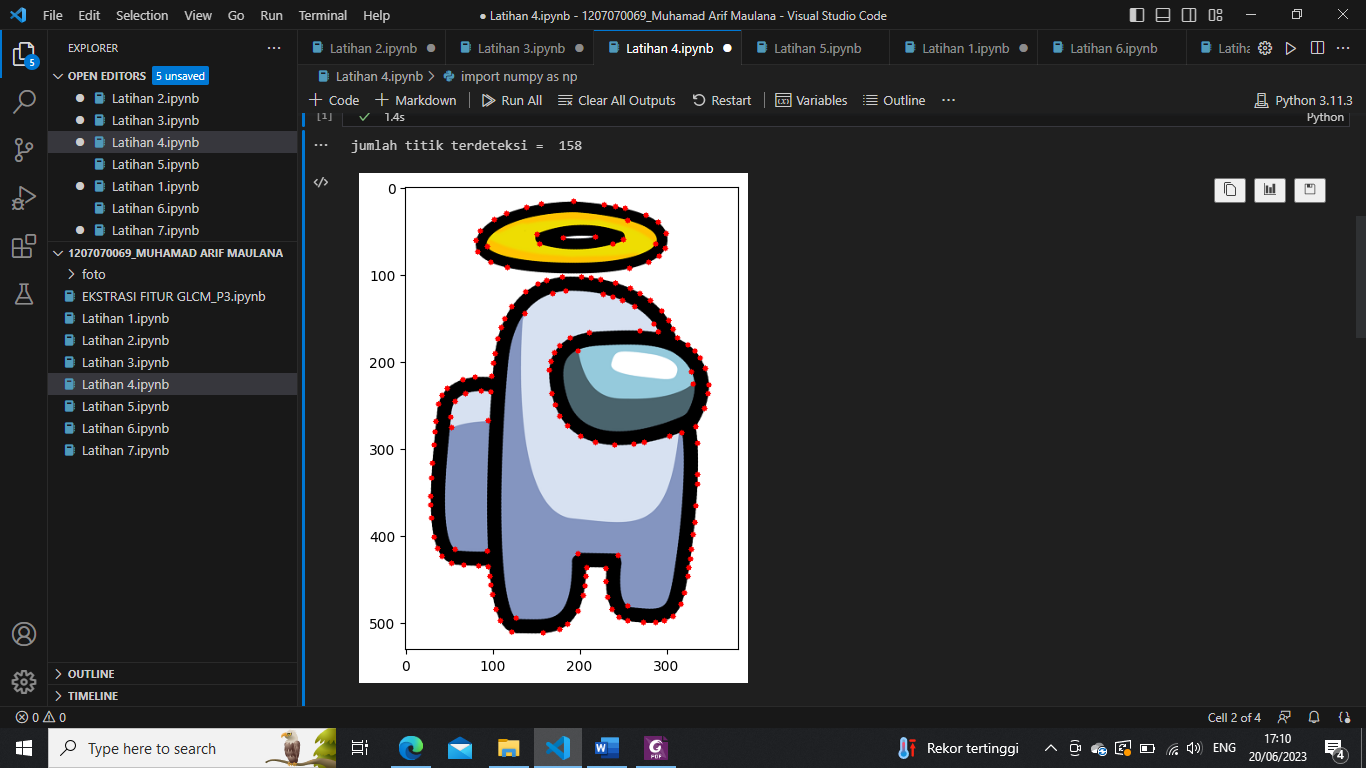 File Edit Selection View Go Run Terminal Help
● Latihan 4.ipynb - 1207070069_Muhamad Arif Maulana - Visual Studio Code
EXPLORER
Latihan 2.ipynb Latihan 3.ipynb Latihan 4.ipynb Latihan 5.ipynb Latihan 1.ipynb Latihan 6.ipynb
5
OPEN EDITORS 5 unsaved
Latihan 4.ipynb > import numpy as np
Latihan 2.ipynb
+ Code + Markdown Run All Clear All Outputs Restart Variables Outline ... Python 3.11.3
Latihan 3.ipynb
[1] 1.4s Python
Latihan 4.ipynb
jumlah titik terdeteksi = 158
Latihan 5.ipynb
Latihan 1.ipynb
Latihan 6.ipynb
Latihan 7.ipynb
1207070069_MUHAMAD ARIF MAULANA
foto
EKSTRASI FITUR GLCM_P3.ipynb
Latihan 1.ipynb
Latihan 2.ipynb
Latihan 3.ipynb
Latihan 4.ipynb
Latihan 5.ipynb
Latihan 6.ipynb
Latihan 7.ipynb
0
100
200
300
400
500
0 100 200 300
OUTLINE
TIMELINE
0 0
Cell 2 of 4
Type here to search
W
PDF
Rekor tertinggi
ENG
17:10
20/06/2023
4